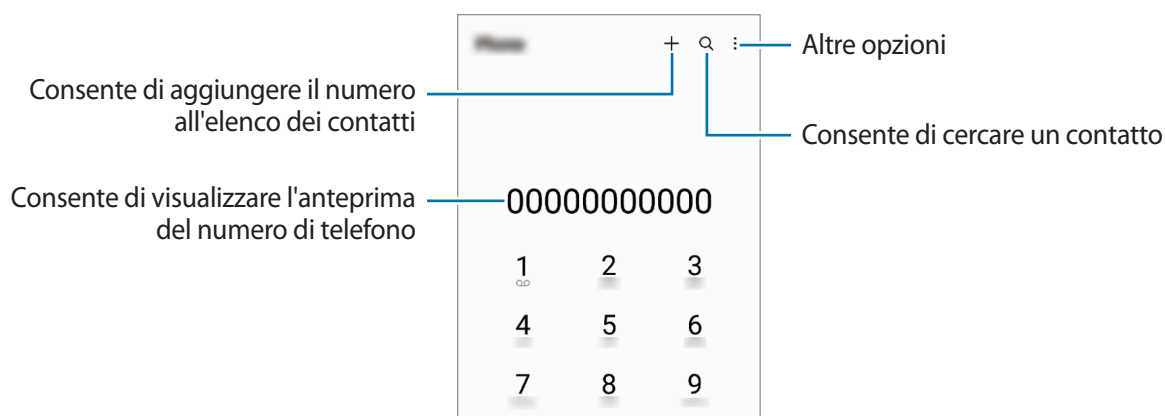 Altre opzioni
Consente di aggiungere il numero
all'elenco dei contatti
Consente di cercare un contatto
Consente di visualizzare l'anteprima
del numero di telefono
00000000000
1 2 3
4 5 6
7 8 9